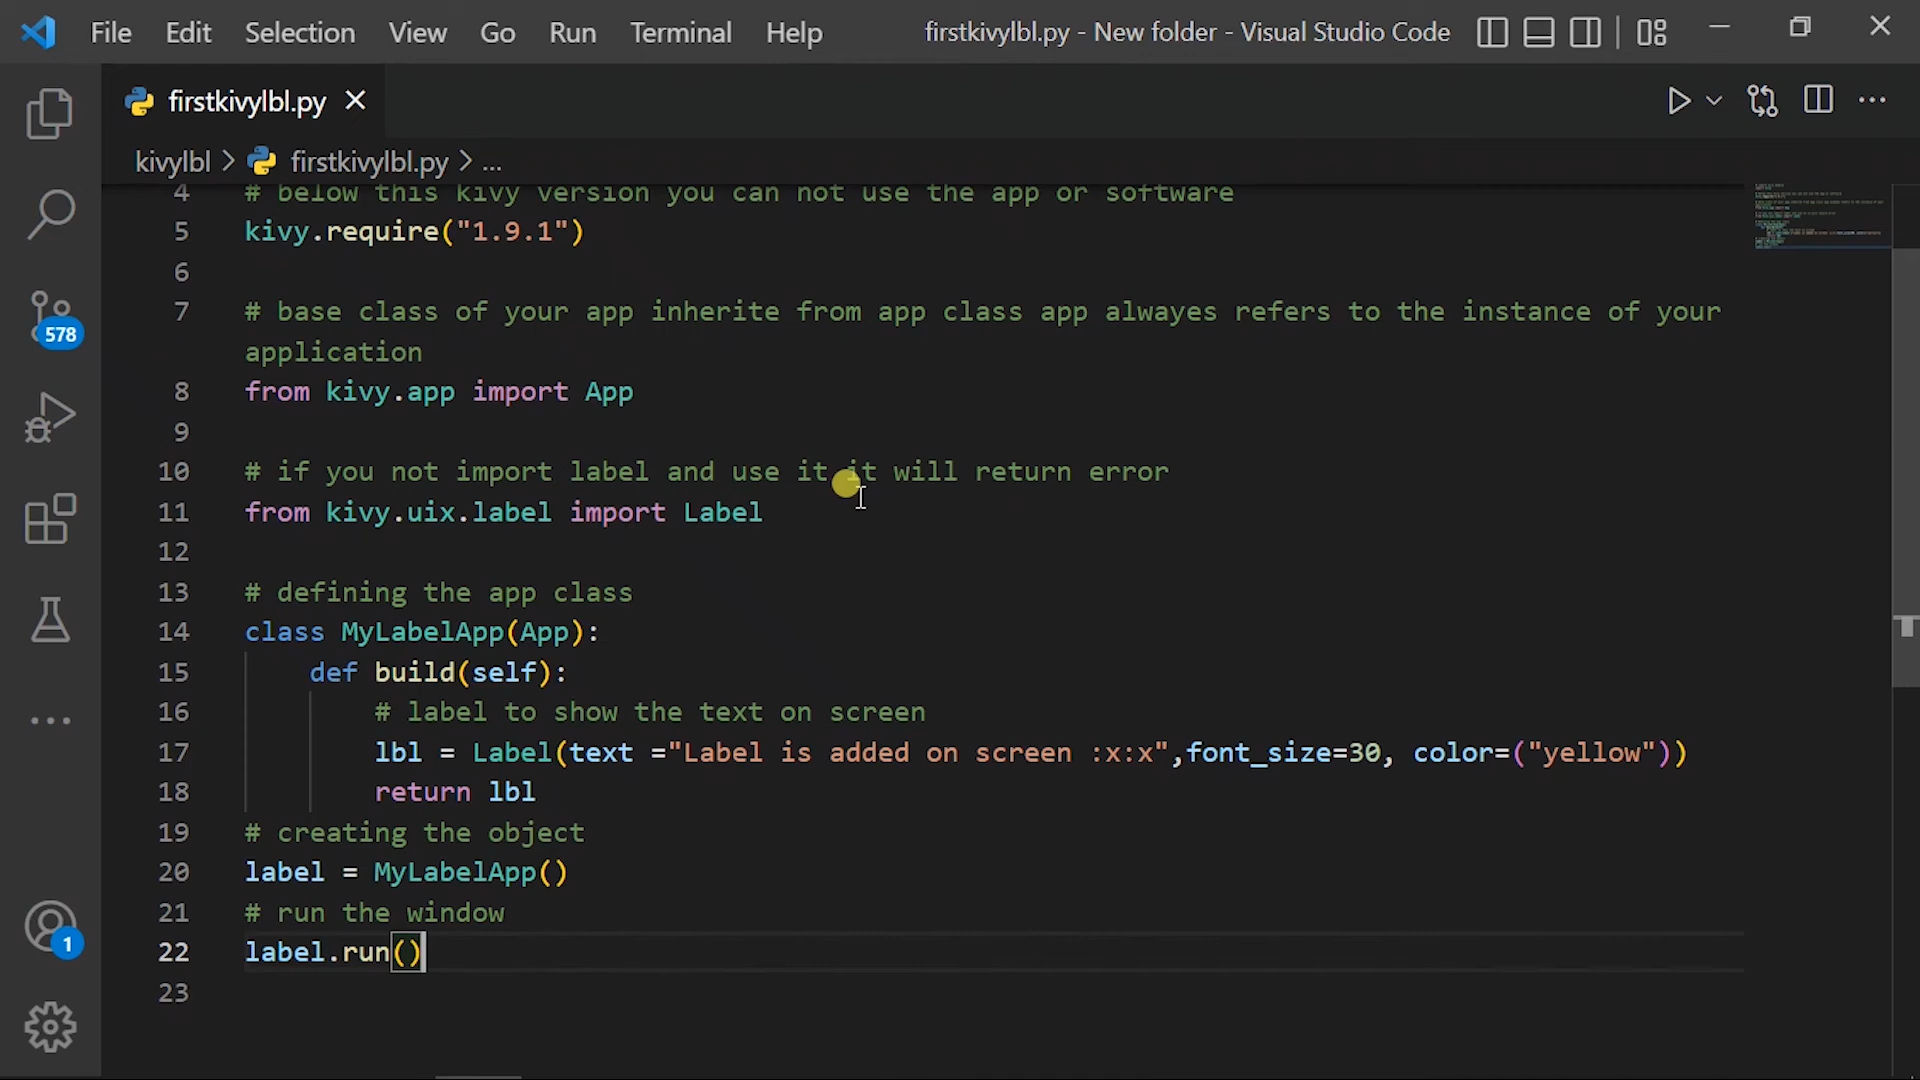 File Edit Selection View Go Run Terminal Help firstkivylbl.py - New folder - Visual Studio Code
firstkivylbl.py
kivylbl > firstkivylbl.py > ...
4 # below this kivy version you can not use the app or software
5 kivy.require("1.9.1")
6
7 # base class of your app inherite from app class app alwayes refers to the instance of your
application
8 from kivy.app import App
9
10 # if you not import label and use it it will return error
11 from kivy.uix.label import Label
12
13 # defining the app class
14 class MyLabelApp(App):
15 def build(self):
16 # label to show the text on screen
17 lbl = Label(text ="Label is added on screen :x:x",font_size=30, color=("yellow"))
18 return lbl
19 # creating the object
20 label = MyLabelApp()
21 # run the window
22 label.run()
23
578
1